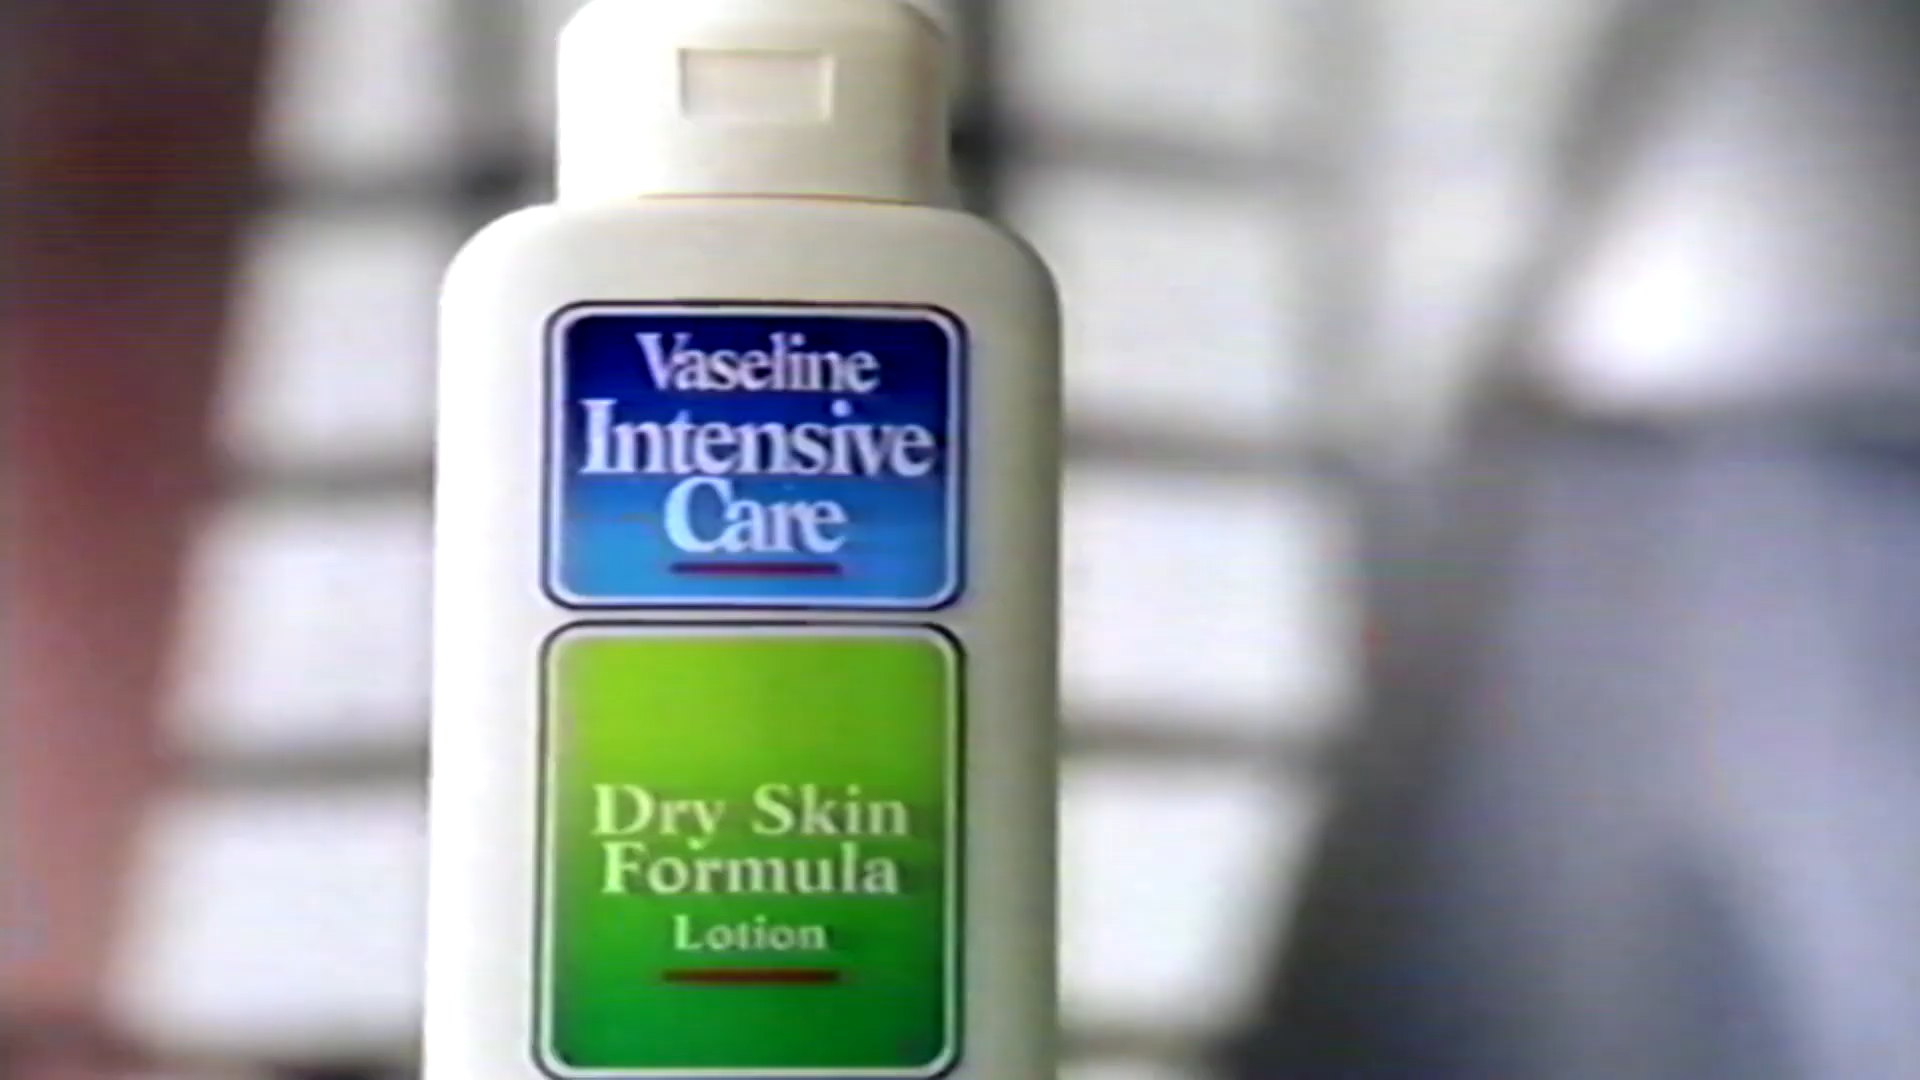 Vaseline
Intensive
Care
Dry Skin
Formula
Lotion